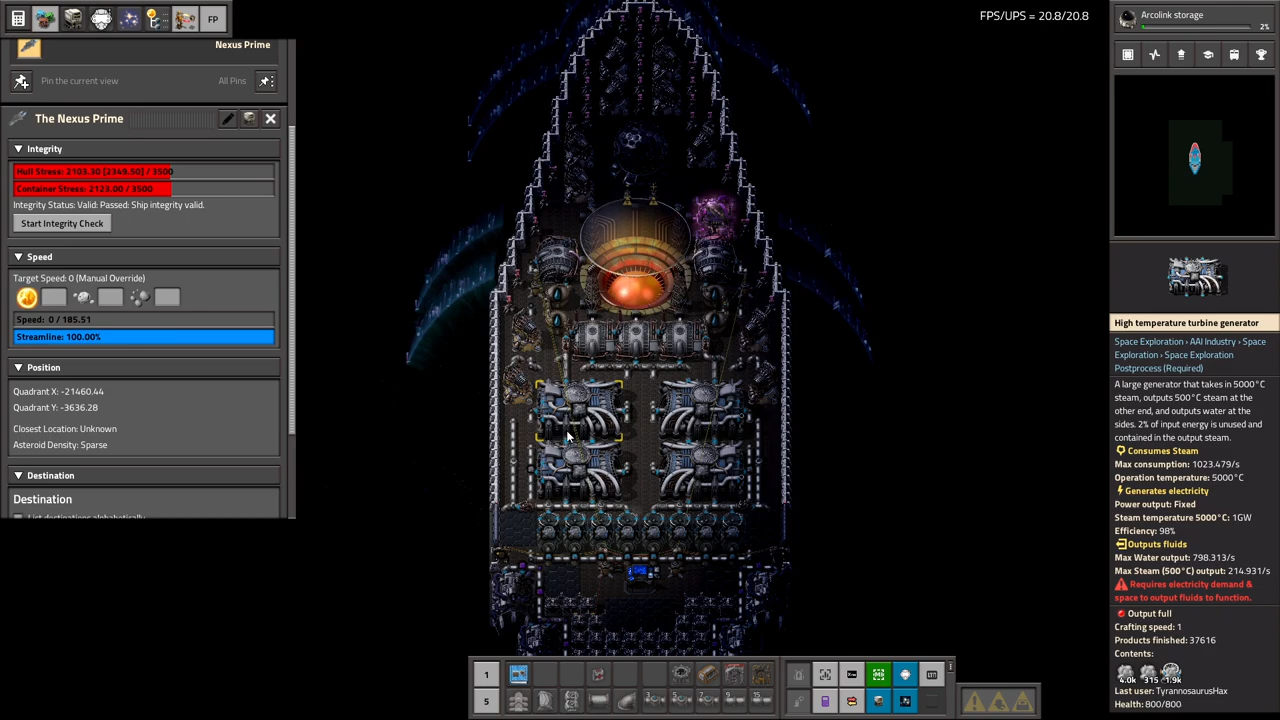 FP
Nexus Prime
Pin the current view
All Pins
The Nexus Prime
Integrity
Hull Stress: 2103.30 [2349.50] / 3500
Container Stress: 2123.00 / 3500
Integrity Status: Valid: Passed: Ship integrity valid.
Start Integrity Check
Speed
Target Speed: 0 (Manual Override)
Speed: 0 / 185.51
Streamline: 100.00%
Position
Quadrant X: -21460.44
Quadrant Y: -3636.28
Closest Location: Unknown
Asteroid Density: Sparse
Destination
Destination
List destinations alphabetically
FPS/UPS = 20.8/20.8
1
5
3
5
7
9
15
Arcolink storage
2%
High temperature turbine generator
Space Exploration › AAI Industry › Space
Exploration › Space Exploration
Postprocess (Required)
A large generator that takes in 5000°C
steam, outputs 500°C steam at the
other end, and outputs water at the
sides. 2% of input energy is unused and
contained in the output steam.
Consumes Steam
Max consumption: 1023.479/s
Operation temperature: 5000°C
Generates electricity
Power output: Fixed
Steam temperature 5000°C: 1GW
Efficiency: 98%
Outputs fluids
Max Water output: 798.313/s
Max Steam (500°C) output: 214.931/s
Requires electricity demand &
space to output fluids to function.
Output full
Crafting speed: 1
Products finished: 37616
Contents:
4.0k 315 1.9k
Last user: TyrannosaurusHax
Health: 800/800